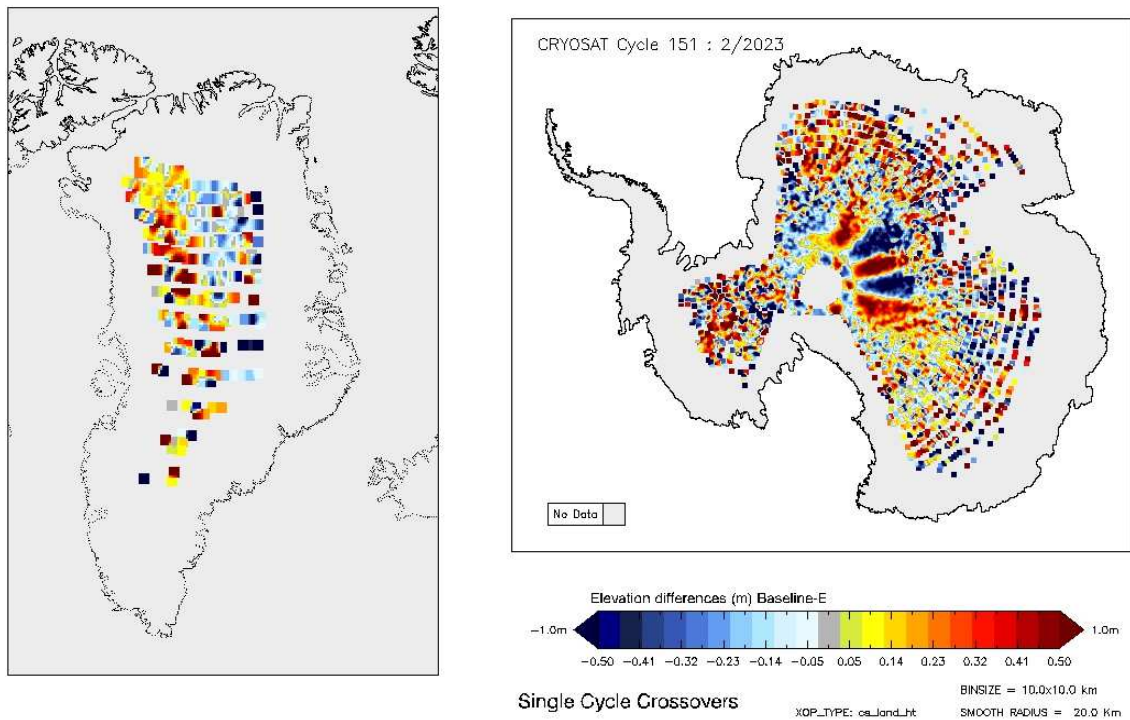 CRYOSAT Cycle 151 : 2/2023
No Data
Elevation differences (m) Baseline-E
-1.0m
1.0m
-0.50 -0.41 -0.32 -0.23 -0.14 -0.05 0.05 0.14 0.23 0.32 0.41 0.50
Single Cycle Crossovers
BINSIZE = 10.0x10.0 km
XOP_TYPE: cs_land_ht
SMOOTH RADIUS = 20.0 Km